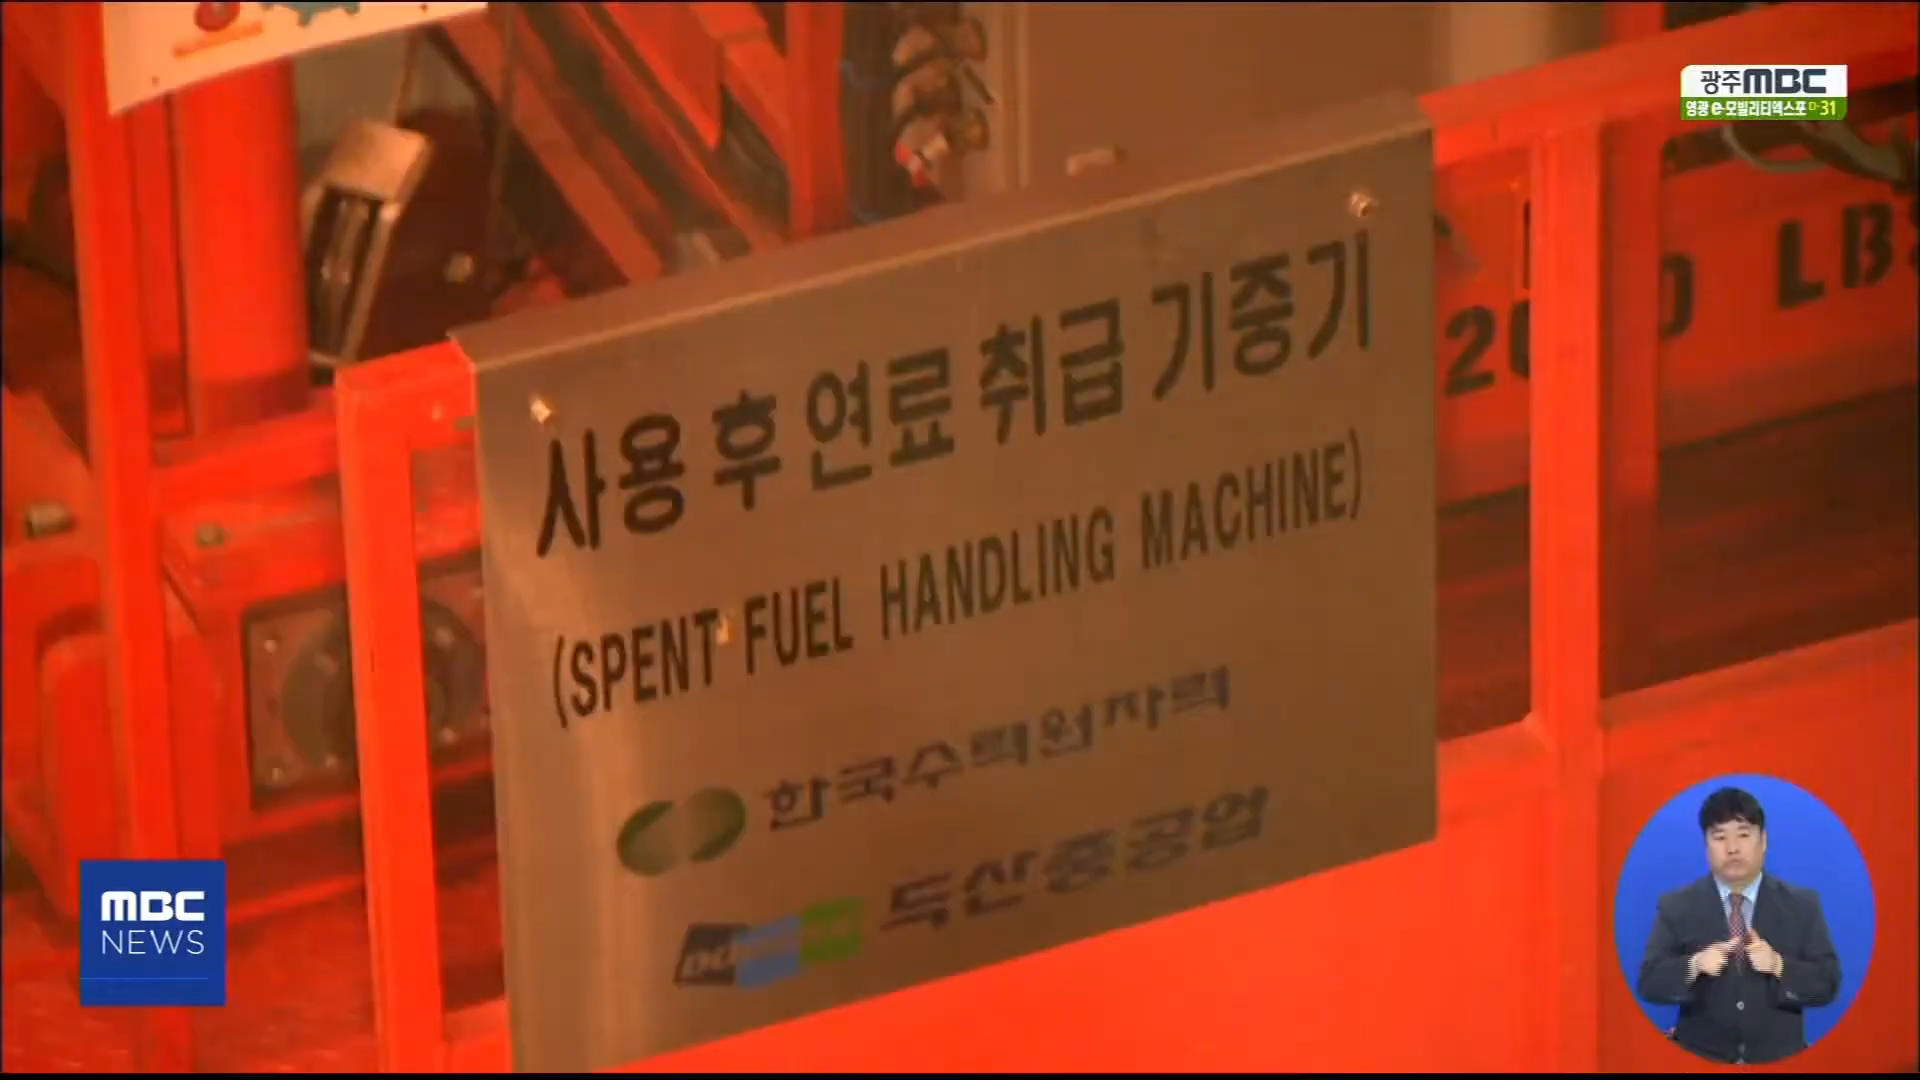 광주MBC
영광 e-모빌리티엑스포 D-31
사용 후 연료 취급 기중기
(SPENT FUEL HANDLING MACHINE)
한국수력원자력
두산중공업
LB
MBC
NEWS